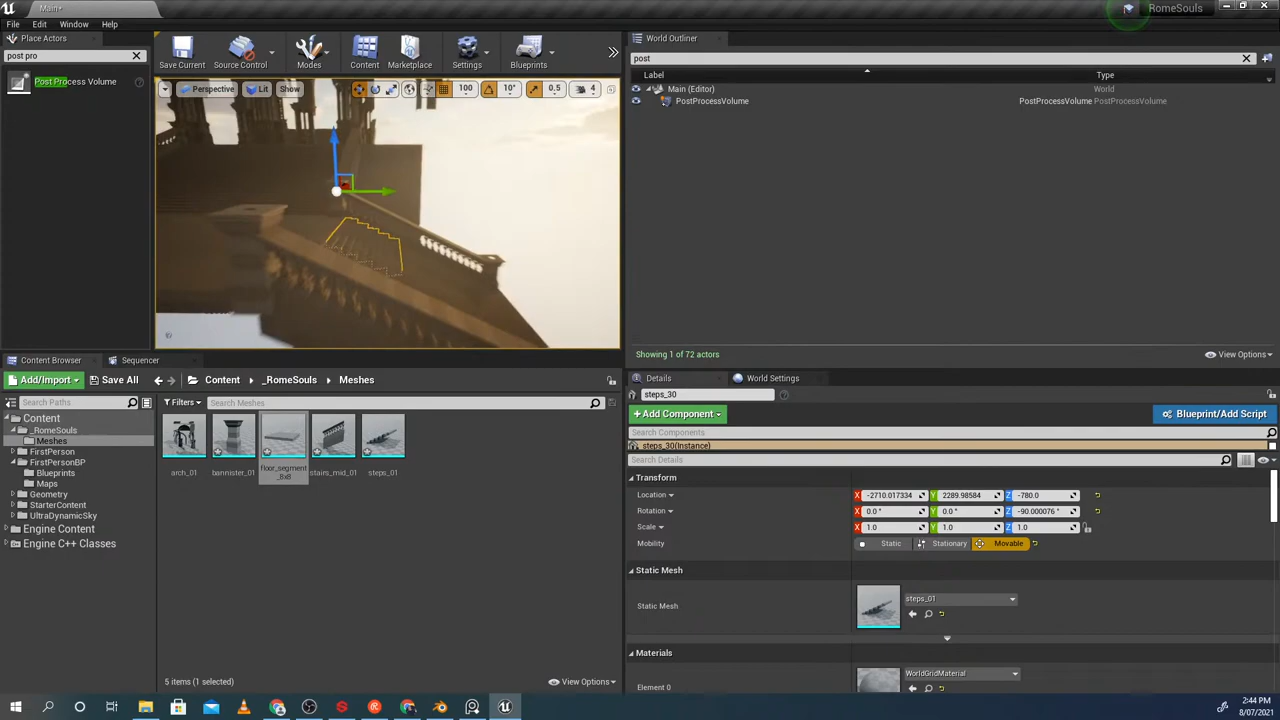 Main+
RomeSouls
File Edit Window Help
Place Actors
post pro
Post Process Volume
Save Current
Source Control
Modes
Content
Marketplace
Settings
Blueprints
Perspective
Lit
Show
100
10°
0.5
4
World Outliner
post
Label Type
Main (Editor) World
PostProcessVolume PostProcessVolume PostProcessVolume
Showing 1 of 72 actors
View Options
Content Browser Sequencer
Add/Import Save All Content _RomeSouls Meshes
Search Paths
Filters
Search Meshes
Content
_RomeSouls
Meshes
FirstPerson
FirstPersonBP
Blueprints
Maps
Geometry
StarterContent
UltraDynamicSky
Engine Content
Engine C++ Classes
arch_01
bannister_01
floor_segment
_8x8
stairs_mid_01
steps_01
5 items (1 selected)
View Options
Details World Settings
steps_30
+Add Component
Blueprint/Add Script
Search Components
steps_30(Instance)
Search Details
Transform
Location X -2710.017334 Y 2289.98584 Z -780.0
Rotation X 0.0 ° Y 0.0 ° Z -90.000076 °
Scale X 1.0 Y 1.0 Z 1.0
Mobility Static Stationary Movable
Static Mesh
Static Mesh
steps_01
Materials
Element 0
WorldGridMaterial
2:44 PM
8/07/2021